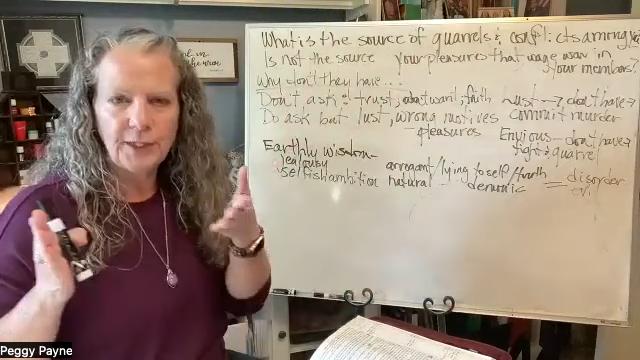 What is the source of quarrels & conflicts among
Is not the source your pleasures that wage war in
your members?
Why don't they have...
Don't ask: trust, want, faith Lust → don't have?
Do ask but lust, wrong motives commit murder
pleasures Envious - don't have?
fight & quarrel
Earthly wisdom-
jealousy arrogant/lying to self/truth
selfish ambition natural demonic = disorder
evil
Peggy Payne